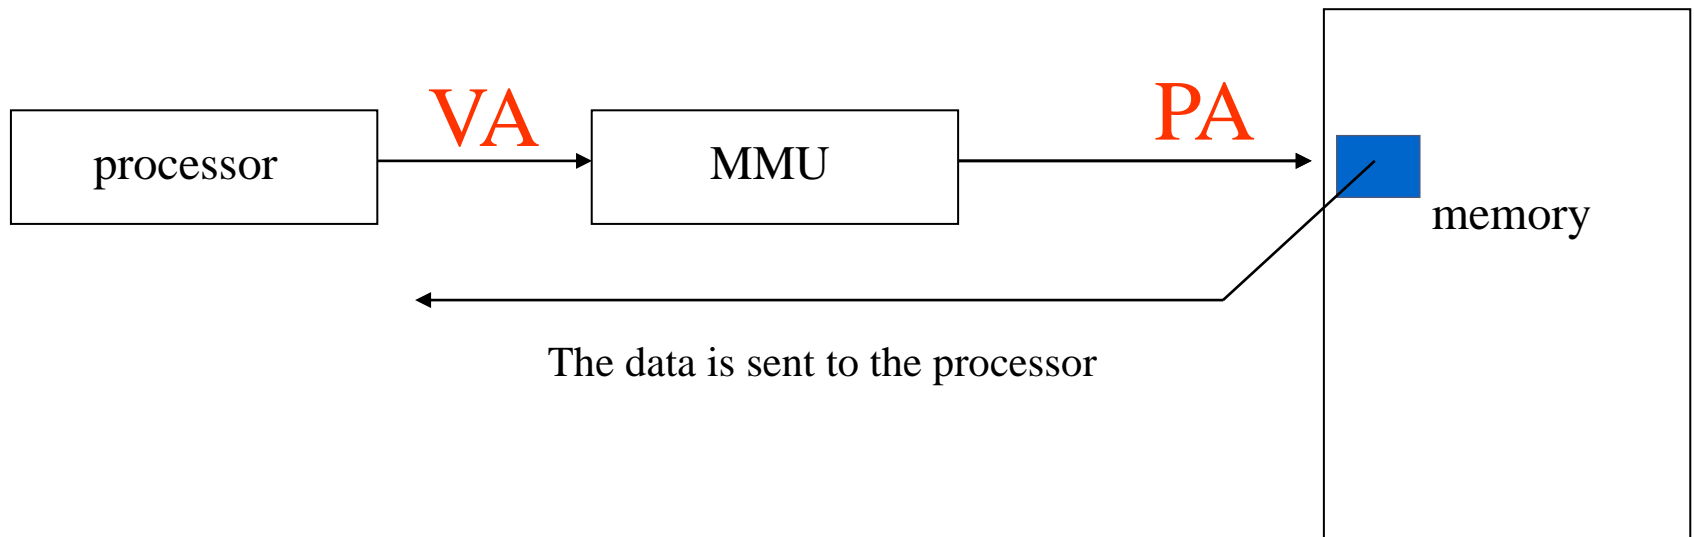 processor
VA
MMU
PA
memory
The data is sent to the processor